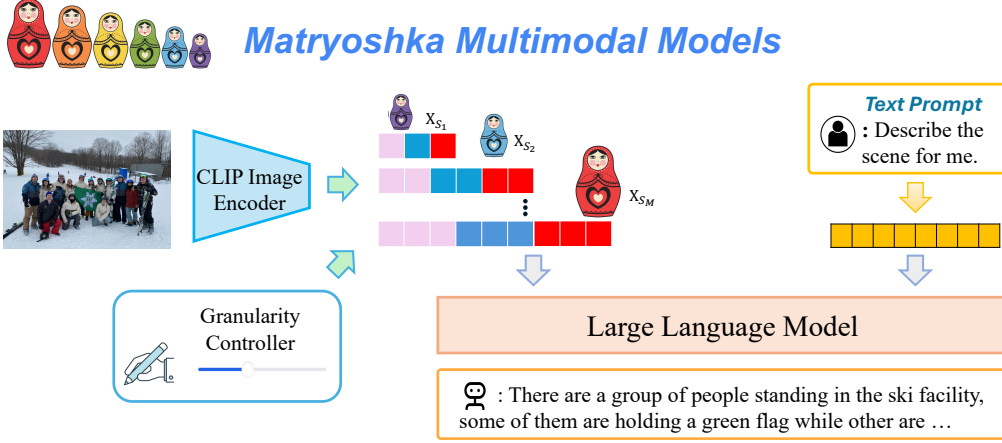 Matryoshka Multimodal Models
CLIP Image
Encoder
X_{S_1}
X_{S_2}
X_{S_M}
Text Prompt
: Describe the
scene for me.
Granularity
Controller
Large Language Model
: There are a group of people standing in the ski facility,
some of them are holding a green flag while other are …